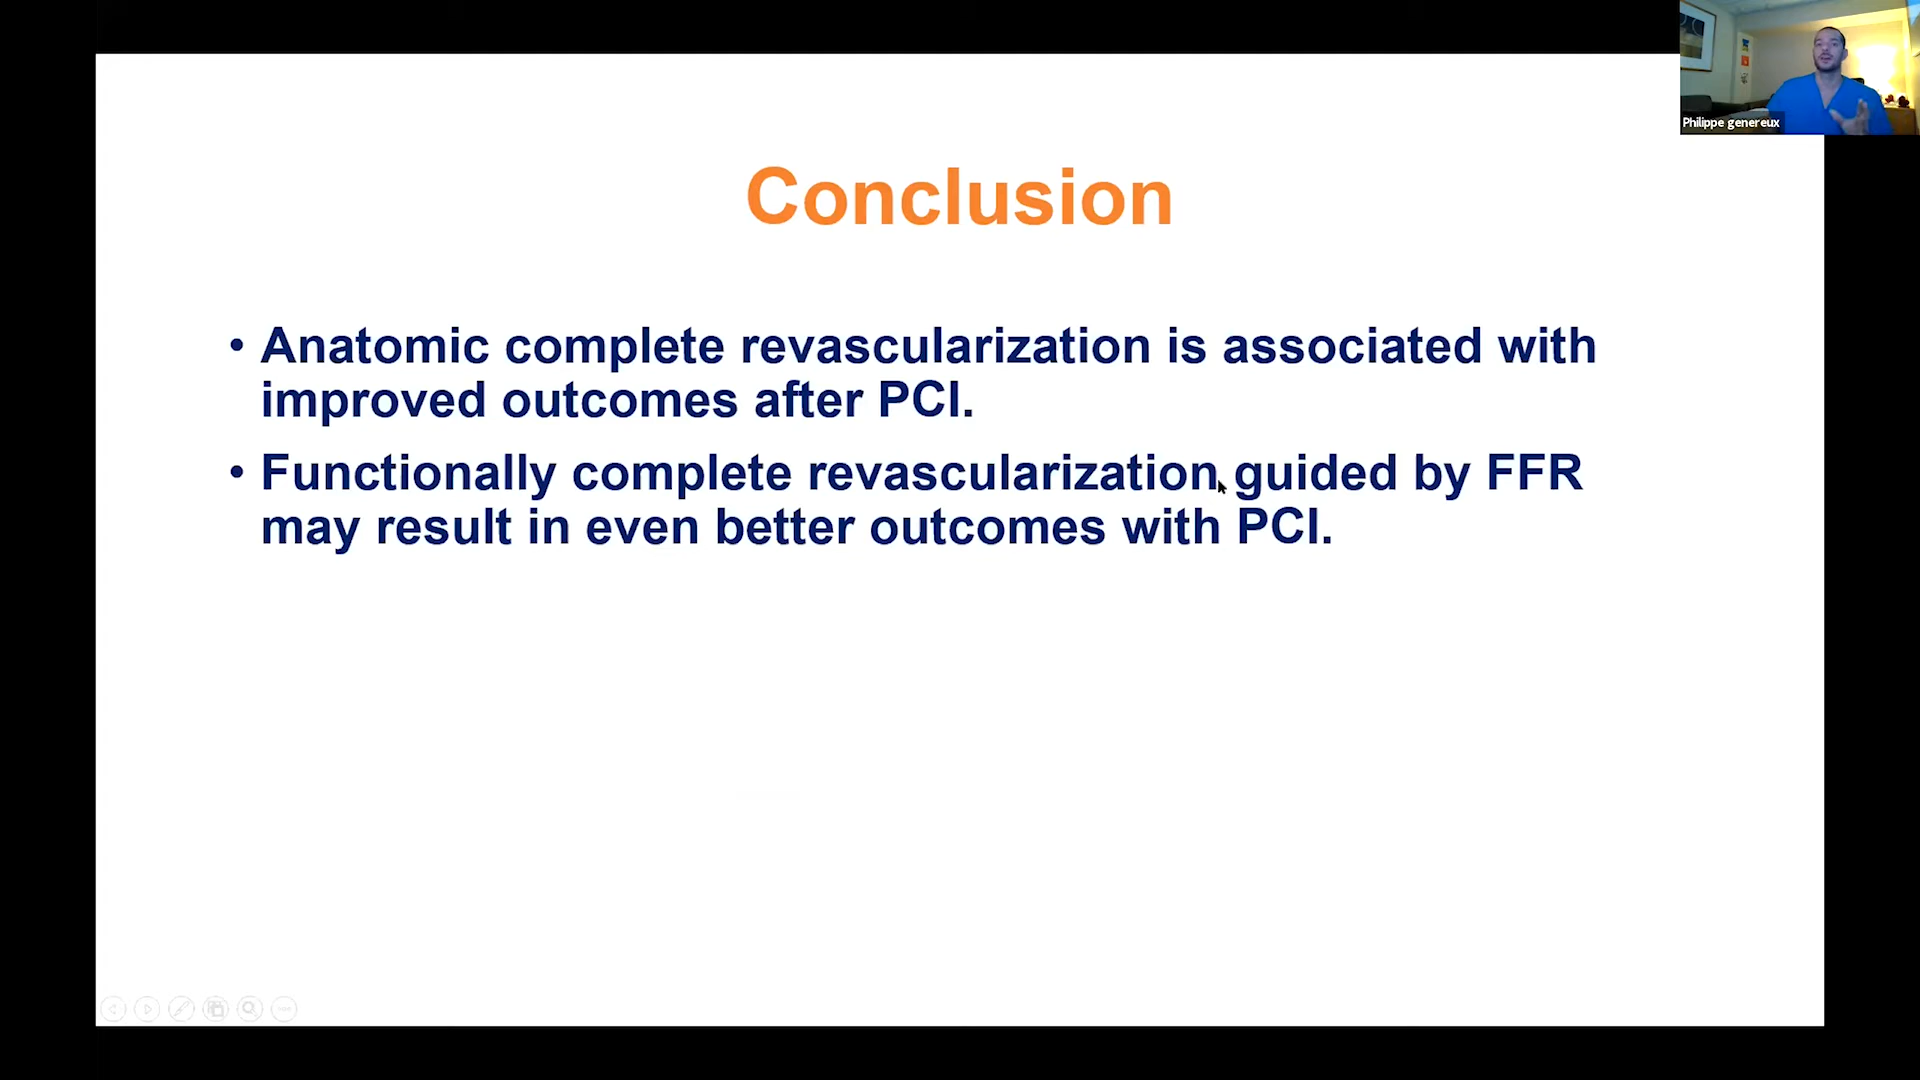 Philippe genereux
Conclusion
• Anatomic complete revascularization is associated with
improved outcomes after PCI.
• Functionally complete revascularization guided by FFR
may result in even better outcomes with PCI.